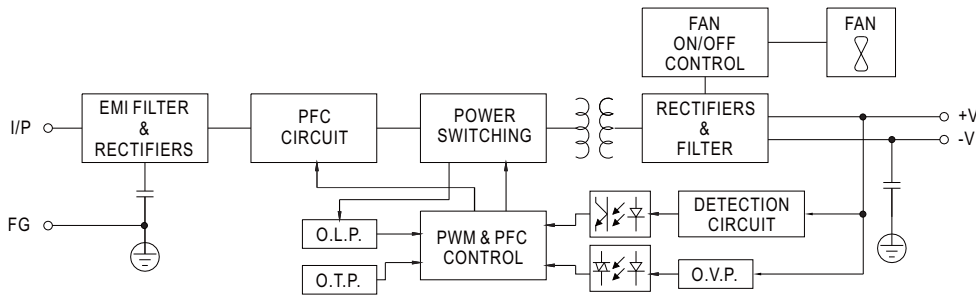 FAN
ON/OFF
CONTROL
FAN
I/P
EMI FILTER
&
RECTIFIERS
PFC
CIRCUIT
POWER
SWITCHING
RECTIFIERS
&
FILTER
+V
-V
FG
O.L.P.
O.T.P.
PWM & PFC
CONTROL
DETECTION
CIRCUIT
O.V.P.